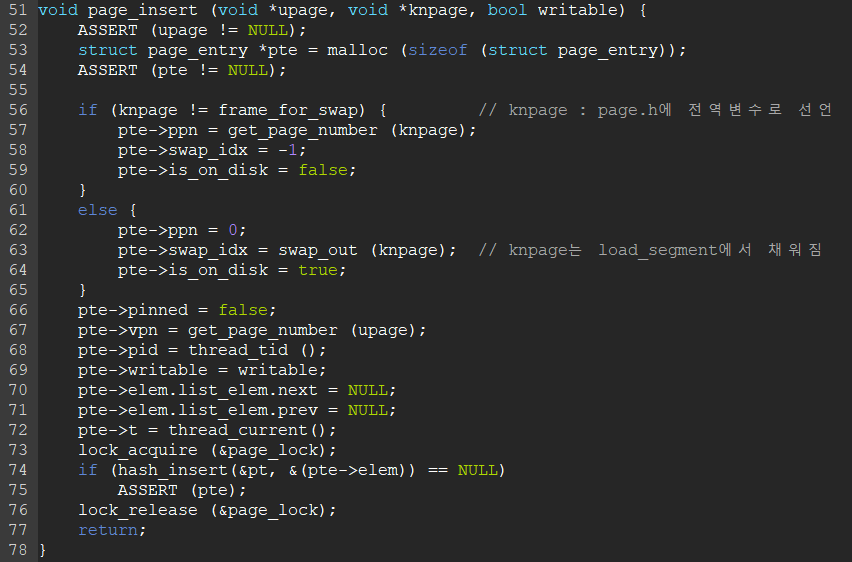 51 void page_insert (void *upage, void *knpage, bool writable) {
52     ASSERT (upage != NULL);
53     struct page_entry *pte = malloc (sizeof (struct page_entry));
54     ASSERT (pte != NULL);
55
56     if (knpage != frame_for_swap) {         // knpage : page.h에 전역변수로 선언
57         pte->ppn = get_page_number (knpage);
58         pte->swap_idx = -1;
59         pte->is_on_disk = false;
60     }
61     else {
62         pte->ppn = 0;
63         pte->swap_idx = swap_out (knpage);  // knpage는 load_segment에서 채워짐
64         pte->is_on_disk = true;
65     }
66     pte->pinned = false;
67     pte->vpn = get_page_number (upage);
68     pte->pid = thread_tid ();
69     pte->writable = writable;
70     pte->elem.list_elem.next = NULL;
71     pte->elem.list_elem.prev = NULL;
72     pte->t = thread_current();
73     lock_acquire (&page_lock);
74     if (hash_insert(&pt, &(pte->elem)) == NULL)
75         ASSERT (pte);
76     lock_release (&page_lock);
77     return;
78 }